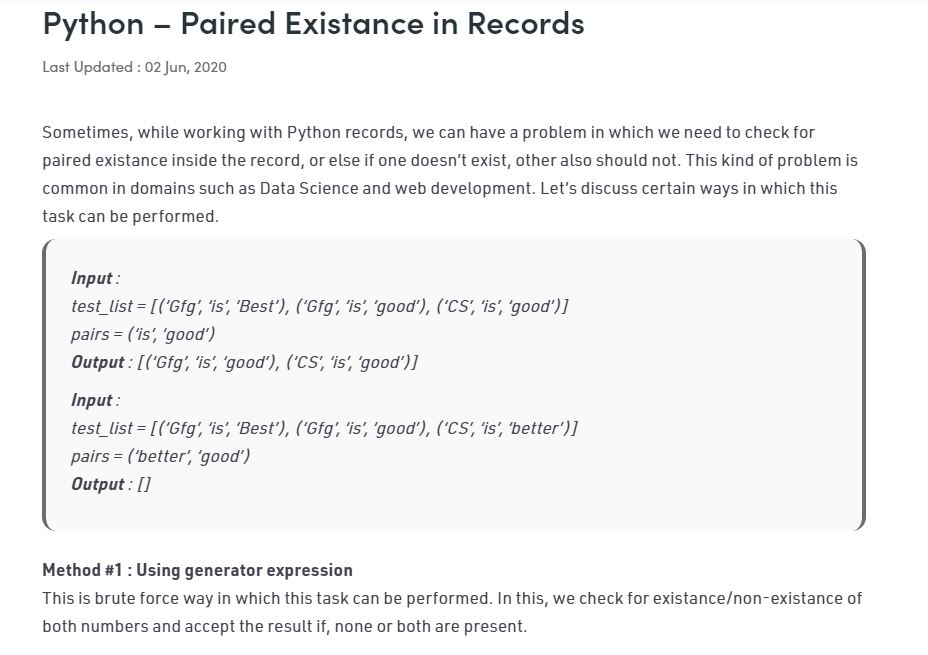 Python – Paired Existance in Records
Last Updated : 02 Jun, 2020
Sometimes, while working with Python records, we can have a problem in which we need to check for
paired existance inside the record, or else if one doesn’t exist, other also should not. This kind of problem is
common in domains such as Data Science and web development. Let’s discuss certain ways in which this
task can be performed.
Input :
test_list = [(‘Gfg’, ‘is’, ‘Best’), (‘Gfg’, ‘is’, ‘good’), (‘CS’, ‘is’, ‘good’)]
pairs = (‘is’, ‘good’)
Output : [(‘Gfg’, ‘is’, ‘good’), (‘CS’, ‘is’, ‘good’)]
Input :
test_list = [(‘Gfg’, ‘is’, ‘Best’), (‘Gfg’, ‘is’, ‘good’), (‘CS’, ‘is’, ‘better’)]
pairs = (‘better’, ‘good’)
Output : []
Method #1 : Using generator expression
This is brute force way in which this task can be performed. In this, we check for existance/non-existance of
both numbers and accept the result if, none or both are present.